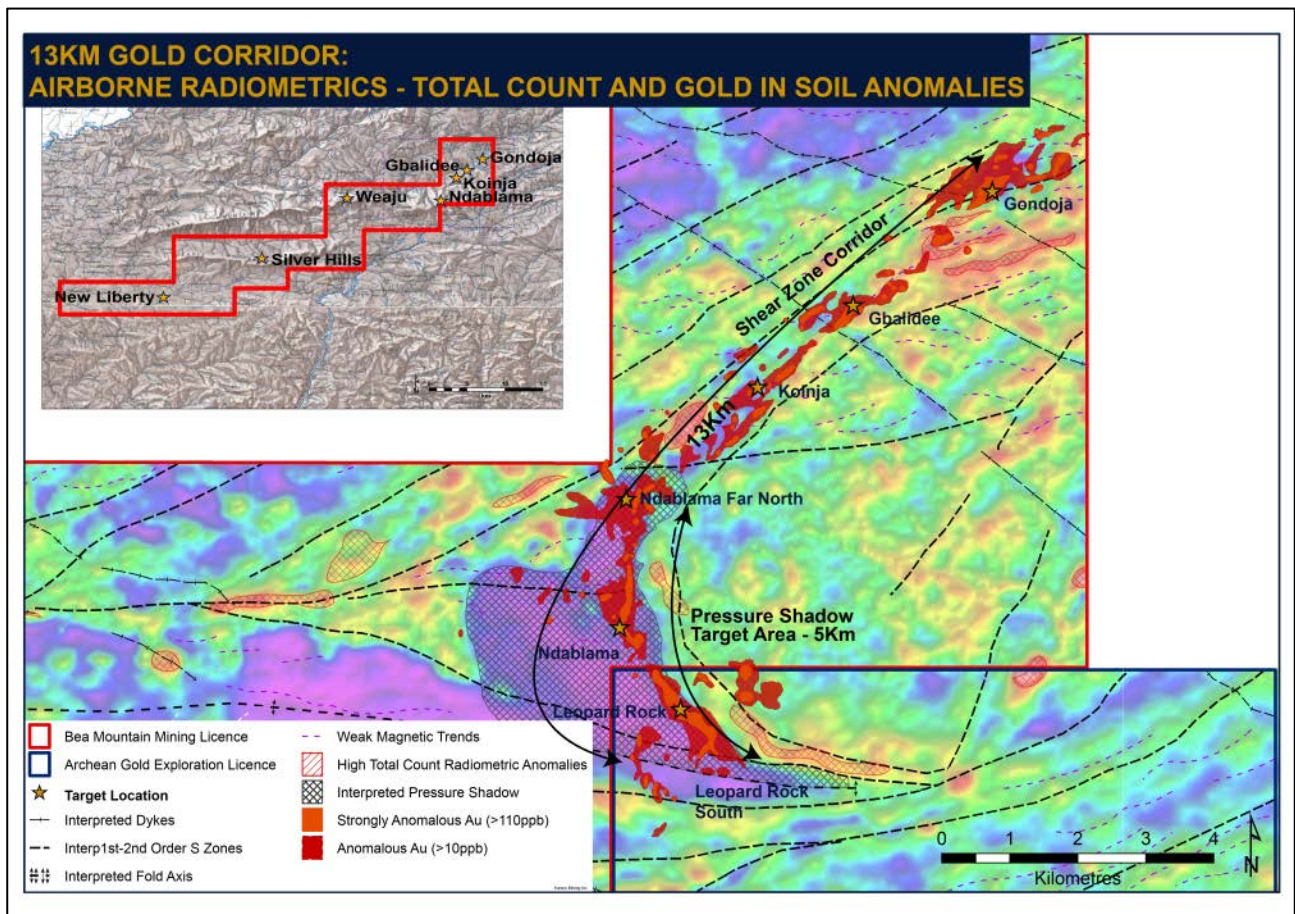 13KM GOLD CORRIDOR:
AIRBORNE RADIOMETRICS - TOTAL COUNT AND GOLD IN SOIL ANOMALIES
Gondoja
Gbalidee
Koinja
Weaju
Ndablama
Silver Hills
New Liberty
Gondoja
Shear Zone Corridor
Gbalidee
Koinja
13Km
Ndablama Far North
Pressure Shadow
Target Area - 5Km
Ndablama
Leopard Rock
Leopard Rock
South
Bea Mountain Mining Licence
Archean Gold Exploration Licence
Target Location
Interpreted Dykes
Interp1st-2nd Order S Zones
Interpreted Fold Axis
Weak Magnetic Trends
High Total Count Radiometric Anomalies
Interpreted Pressure Shadow
Strongly Anomalous Au (>110ppb)
Anomalous Au (>10ppb)
0 1 2 3 4
Kilometres
N